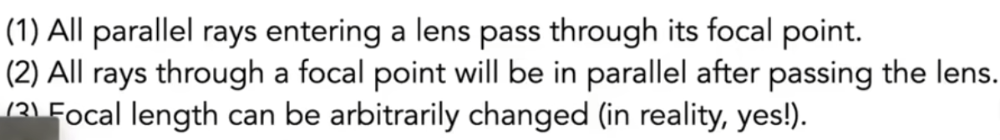 (1) All parallel rays entering a lens pass through its focal point.
(2) All rays through a focal point will be in parallel after passing the lens.
(3) Focal length can be arbitrarily changed (in reality, yes!).